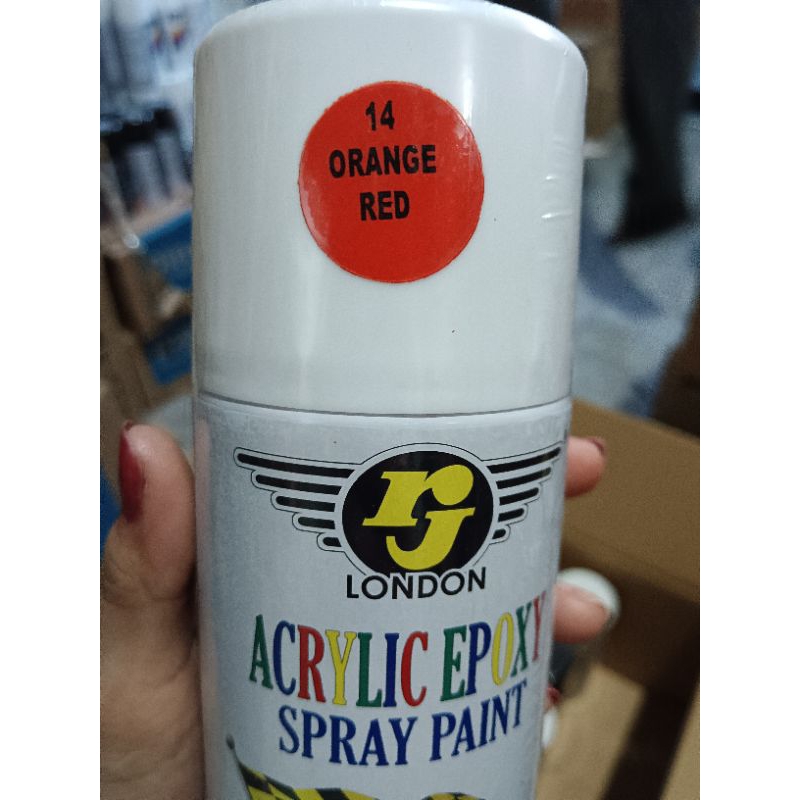 14
ORANGE
RED
rj
LONDON
ACRYLIC EPOXY
SPRAY PAINT